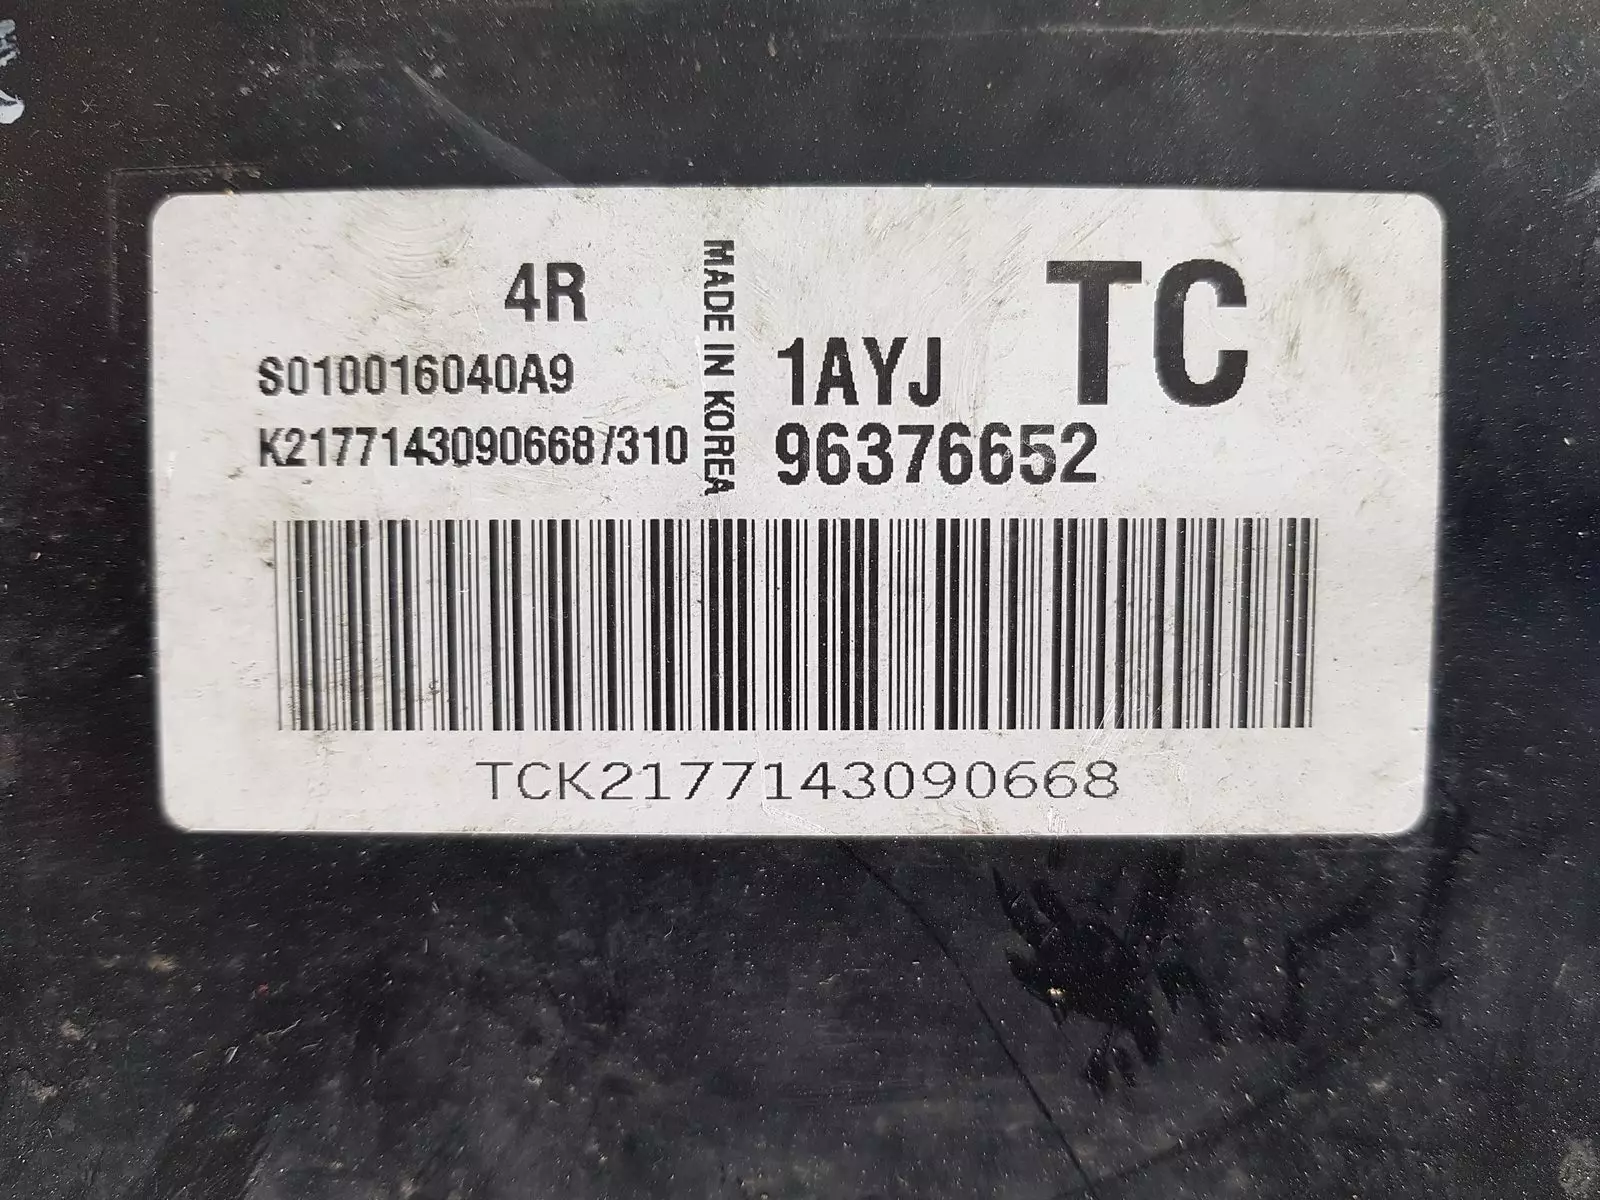 4R
S010016040A9
K2177143090668/310
MADE IN KOREA
TC
1AYJ
96376652
TCK2177143090668